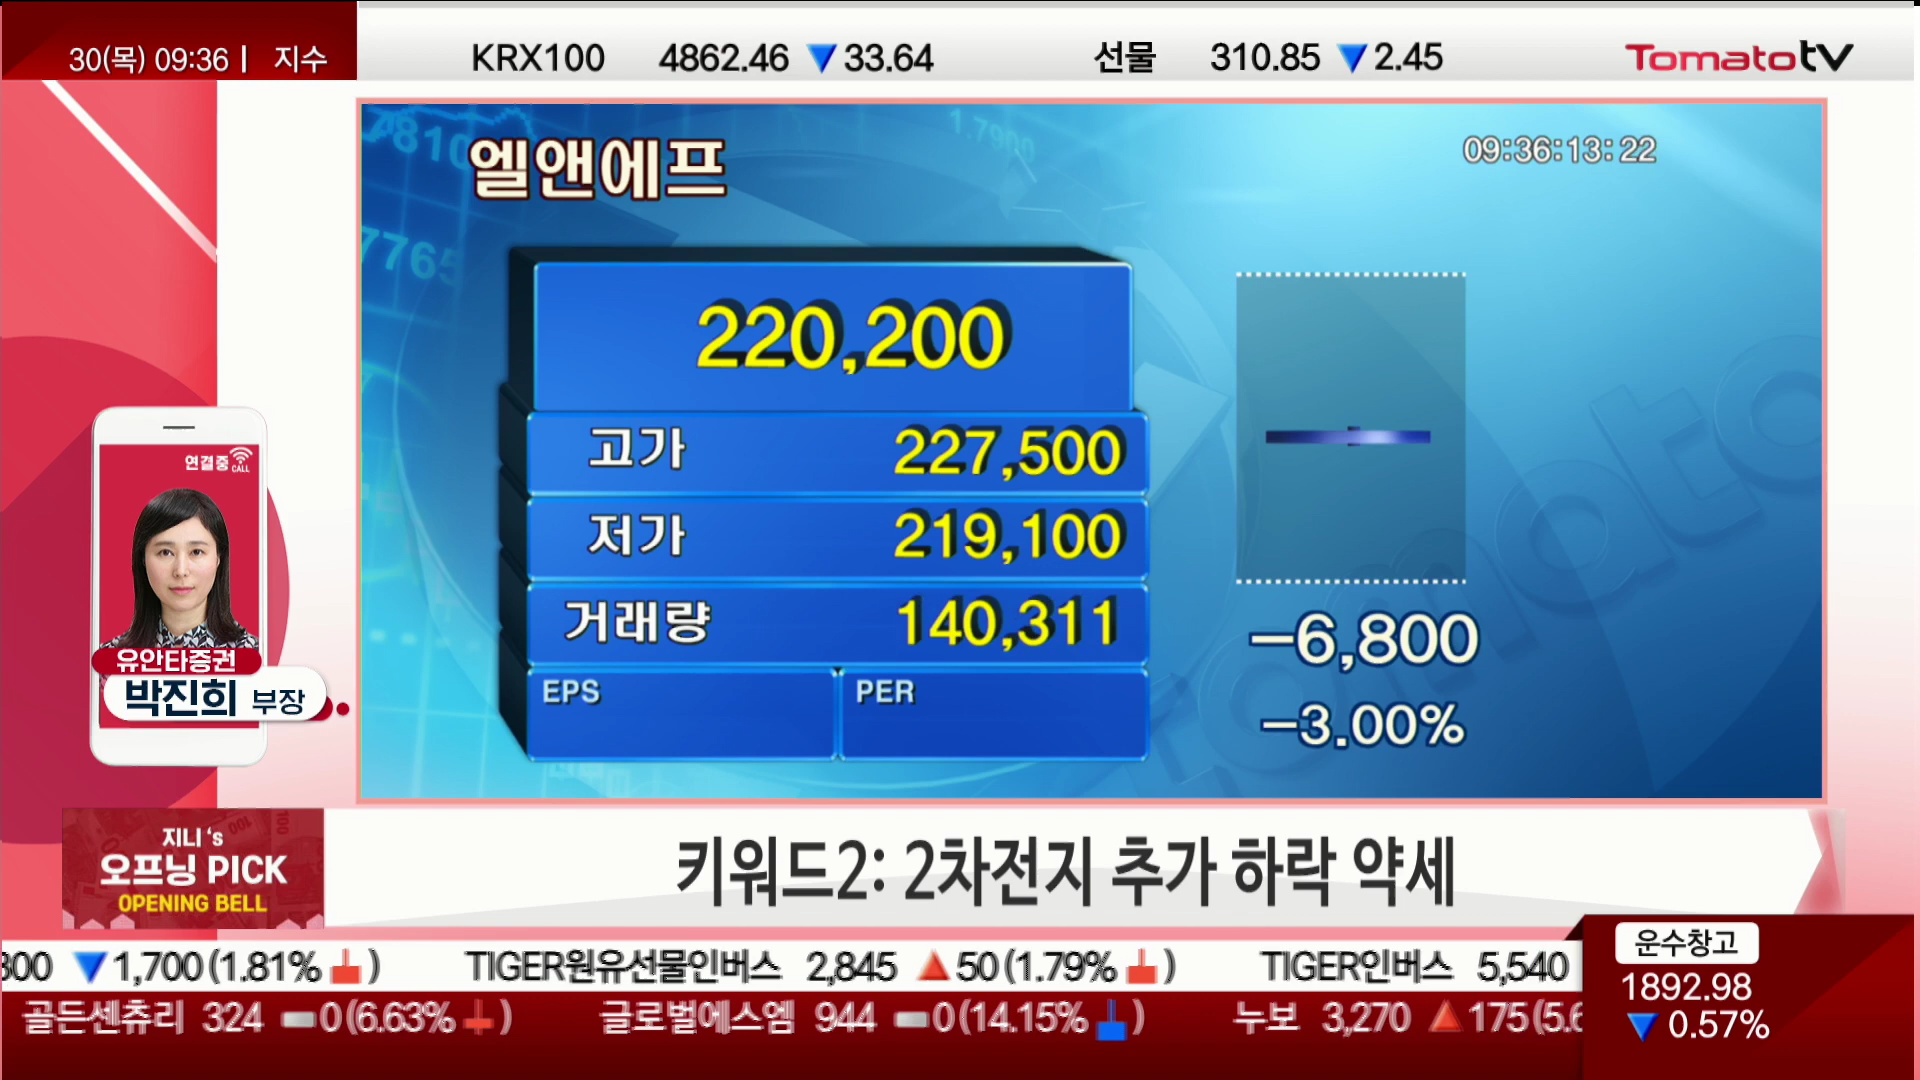 30(목) 09:36 | 지수 KRX100 4862.46 ▼33.64 선물 310.85 ▼2.45 TomatotV
엘앤에프 09:36:13:22
220,200
고가 227,500
저가 219,100
거래량 140,311
EPS PER
-6,800
-3.00%
연결중 CALL
유안타증권
박진희 부장
지니's
오프닝 PICK
OPENING BELL
키워드2: 2차전지 추가 하락 약세
300 ▼1,700(1.81% ) TIGER원유선물인버스 2,845 ▲50(1.79% ) TIGER인버스 5,540
골든센츄리 324 0(6.63% ) 글로벌에스엠 944 0(14.15% ) 누보 3,270 ▲175(5.6
운수창고
1892.98
▼0.57%